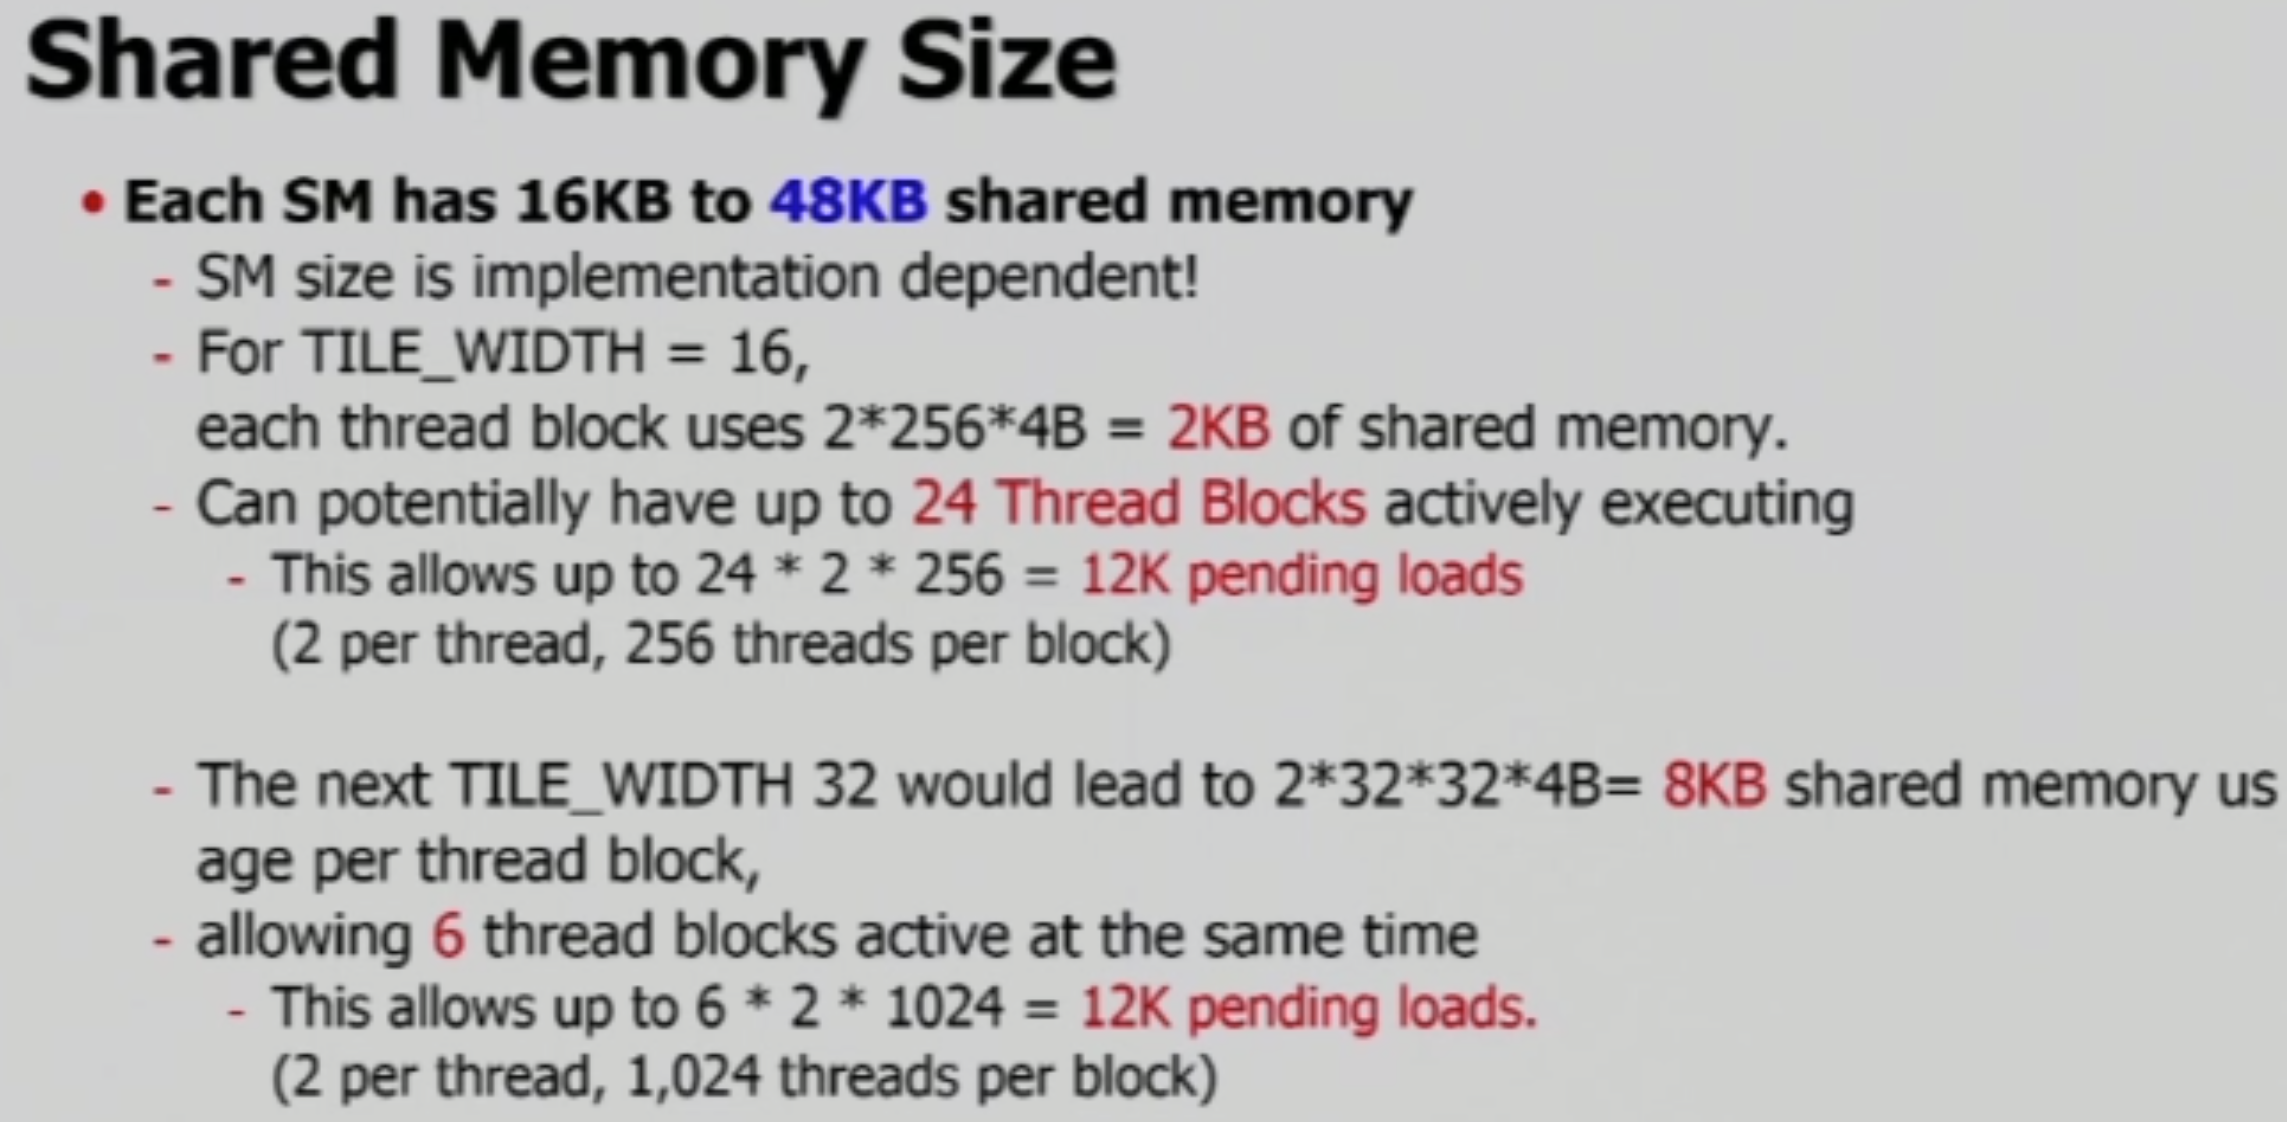 Shared Memory Size
• Each SM has 16KB to 48KB shared memory
- SM size is implementation dependent!
- For TILE_WIDTH = 16,
each thread block uses 2*256*4B = 2KB of shared memory.
- Can potentially have up to 24 Thread Blocks actively executing
- This allows up to 24 * 2 * 256 = 12K pending loads
(2 per thread, 256 threads per block)
- The next TILE_WIDTH 32 would lead to 2*32*32*4B= 8KB shared memory us
age per thread block,
- allowing 6 thread blocks active at the same time
- This allows up to 6 * 2 * 1024 = 12K pending loads.
(2 per thread, 1,024 threads per block)